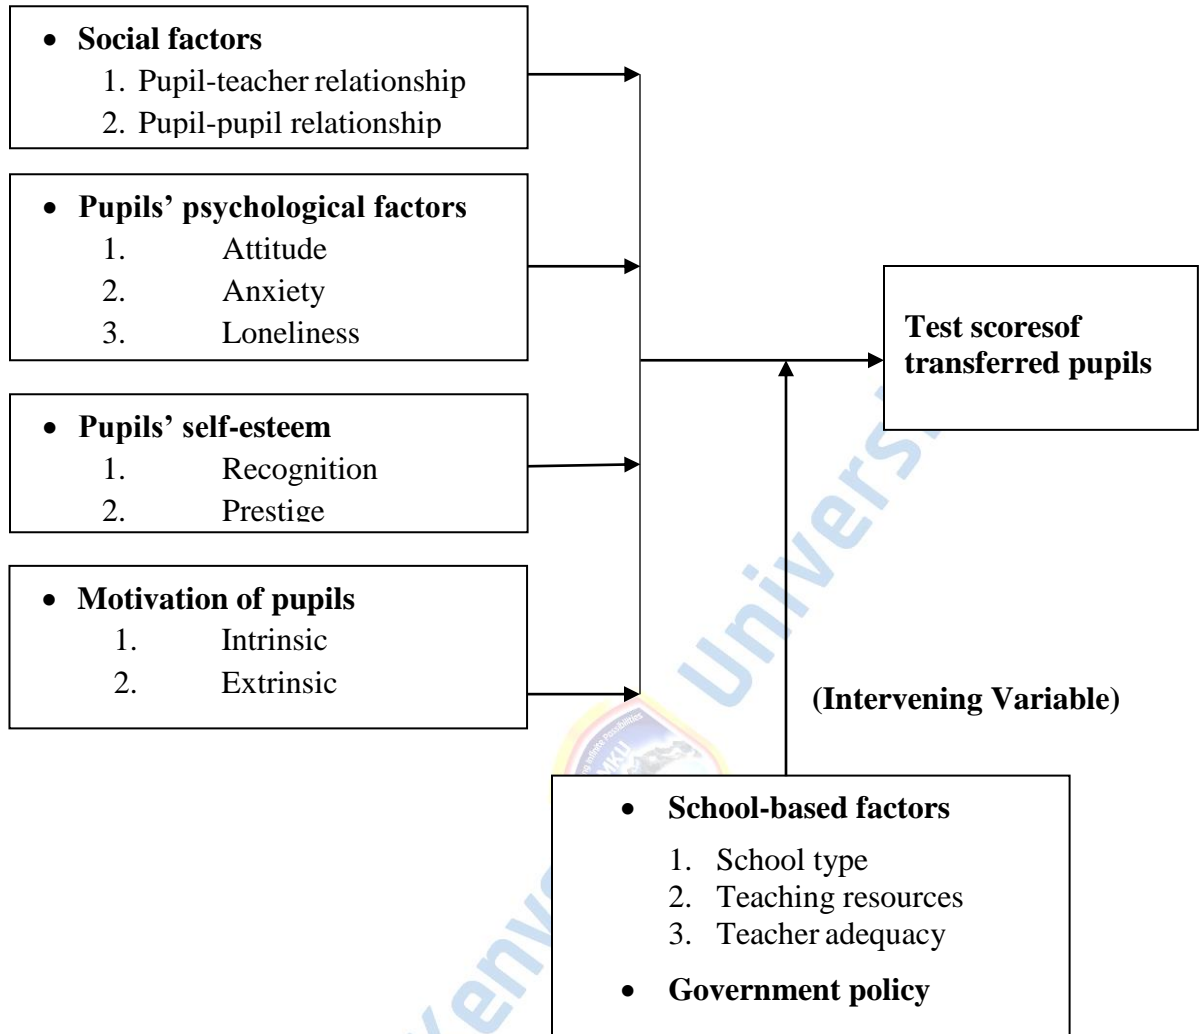 • Social factors
1. Pupil-teacher relationship
2. Pupil-pupil relationship
• Pupils’ psychological factors
1. Attitude
2. Anxiety
3. Loneliness
• Pupils’ self-esteem
1. Recognition
2. Prestige
• Motivation of pupils
1. Intrinsic
2. Extrinsic
Test scoresof
transferred pupils
(Intervening Variable)
• School-based factors
1. School type
2. Teaching resources
3. Teacher adequacy
• Government policy
MKU